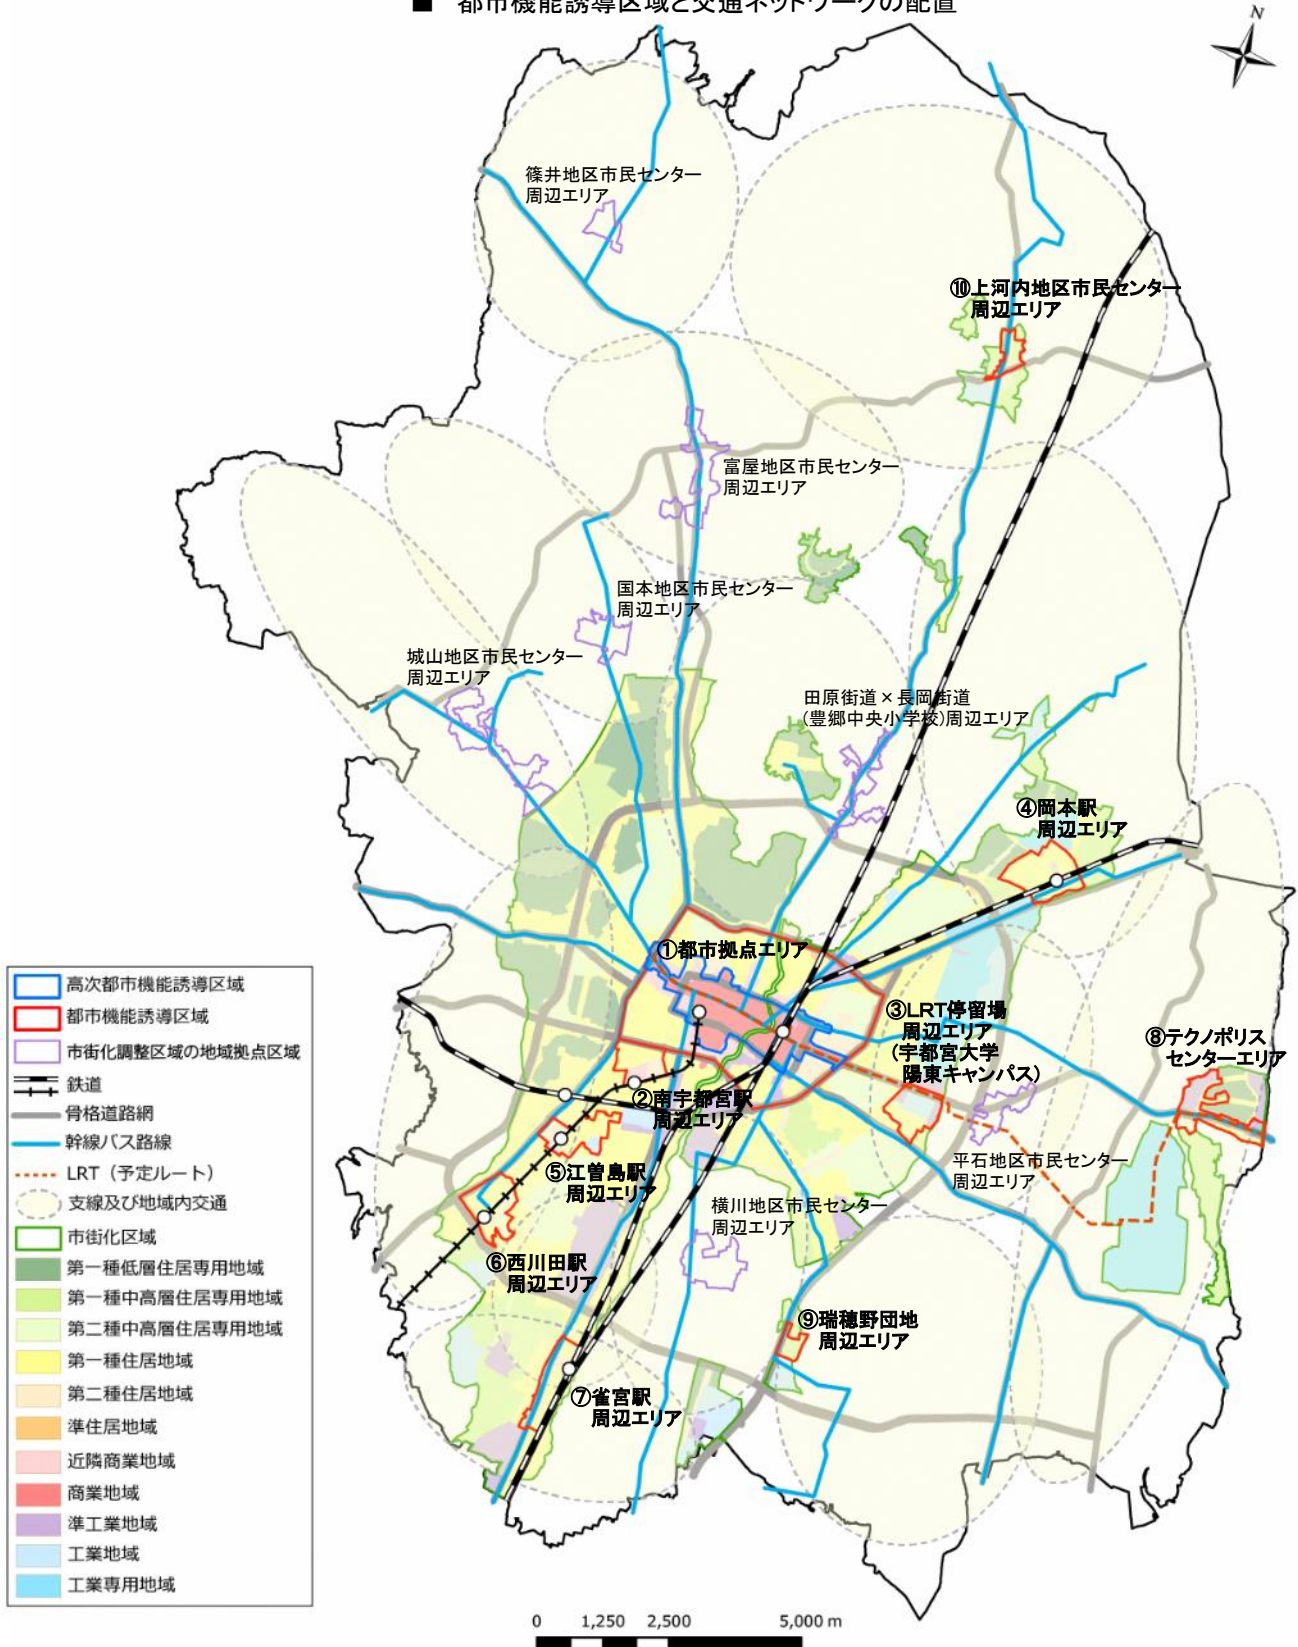 ■ 都市機能誘導区域と交通ネットワークの配置
N
篠井地区市民センター
周辺エリア
⑩上河内地区市民センター
周辺エリア
富屋地区市民センター
周辺エリア
国本地区市民センター
周辺エリア
城山地区市民センター
周辺エリア
田原街道×長岡街道
(豊郷中央小学校)周辺エリア
④岡本駅
周辺エリア
①都市拠点エリア
③LRT停留場
周辺エリア
(宇都宮大学
陽東キャンパス)
⑧テクノポリス
センターエリア
②南宇都宮駅
周辺エリア
平石地区市民センター
周辺エリア
⑤江曽島駅
周辺エリア
横川地区市民センター
周辺エリア
⑥西川田駅
周辺エリア
⑨瑞穂野団地
周辺エリア
⑦雀宮駅
周辺エリア
高次都市機能誘導区域
都市機能誘導区域
市街化調整区域の地域拠点区域
鉄道
骨格道路網
幹線バス路線
LRT(予定ルート)
支線及び地域内交通
市街化区域
第一種低層住居専用地域
第一種中高層住居専用地域
第二種中高層住居専用地域
第一種住居地域
第二種住居地域
準住居地域
近隣商業地域
商業地域
準工業地域
工業地域
工業専用地域
0 1,250 2,500 5,000 m